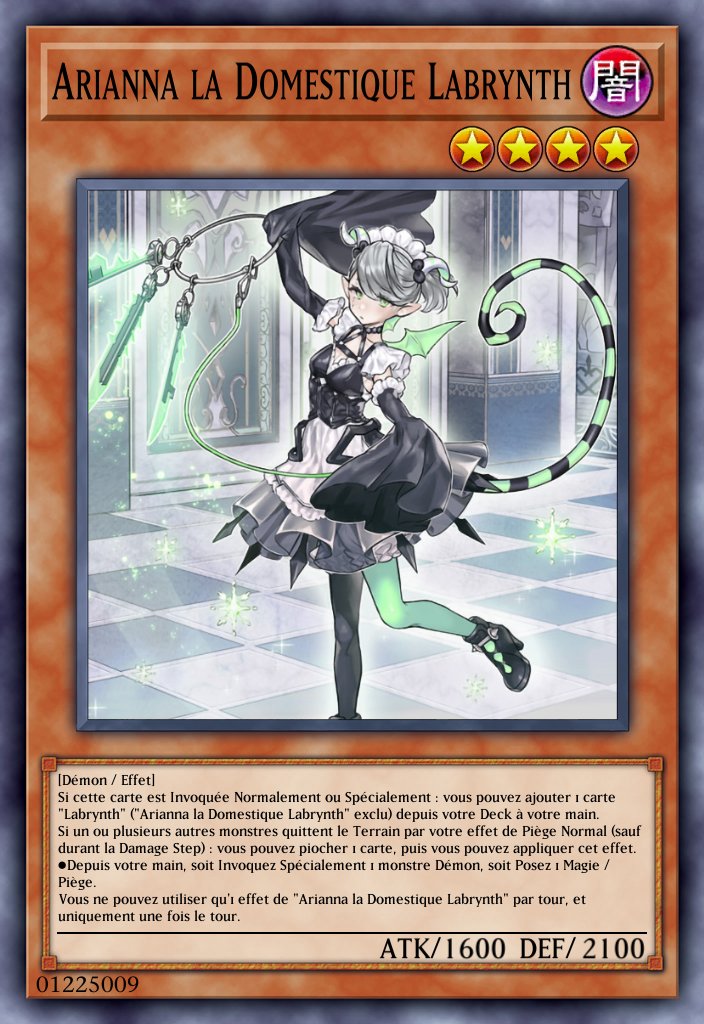 Arianna la Domestique Labrynth 闇
[Démon / Effet]
Si cette carte est Invoquée Normalement ou Spécialement : vous pouvez ajouter 1 carte
"Labrynth" ("Arianna la Domestique Labrynth" exclu) depuis votre Deck à votre main.
Si un ou plusieurs autres monstres quittent le Terrain par votre effet de Piège Normal (sauf
durant la Damage Step) : vous pouvez piocher 1 carte, puis vous pouvez appliquer cet effet.
●Depuis votre main, soit Invoquez Spécialement 1 monstre Démon, soit Posez 1 Magie /
Piège.
Vous ne pouvez utiliser qu'1 effet de "Arianna la Domestique Labrynth" par tour, et
uniquement une fois le tour.
ATK/1600 DEF/2100
01225009